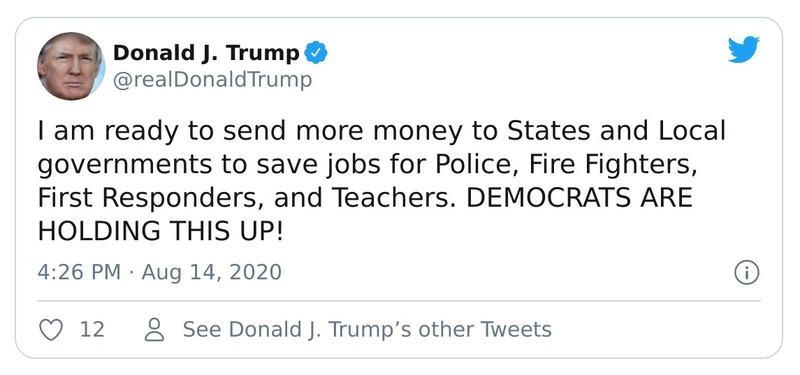 Donald J. Trump
@realDonaldTrump
I am ready to send more money to States and Local
governments to save jobs for Police, Fire Fighters,
First Responders, and Teachers. DEMOCRATS ARE
HOLDING THIS UP!
4:26 PM · Aug 14, 2020
12 See Donald J. Trump’s other Tweets